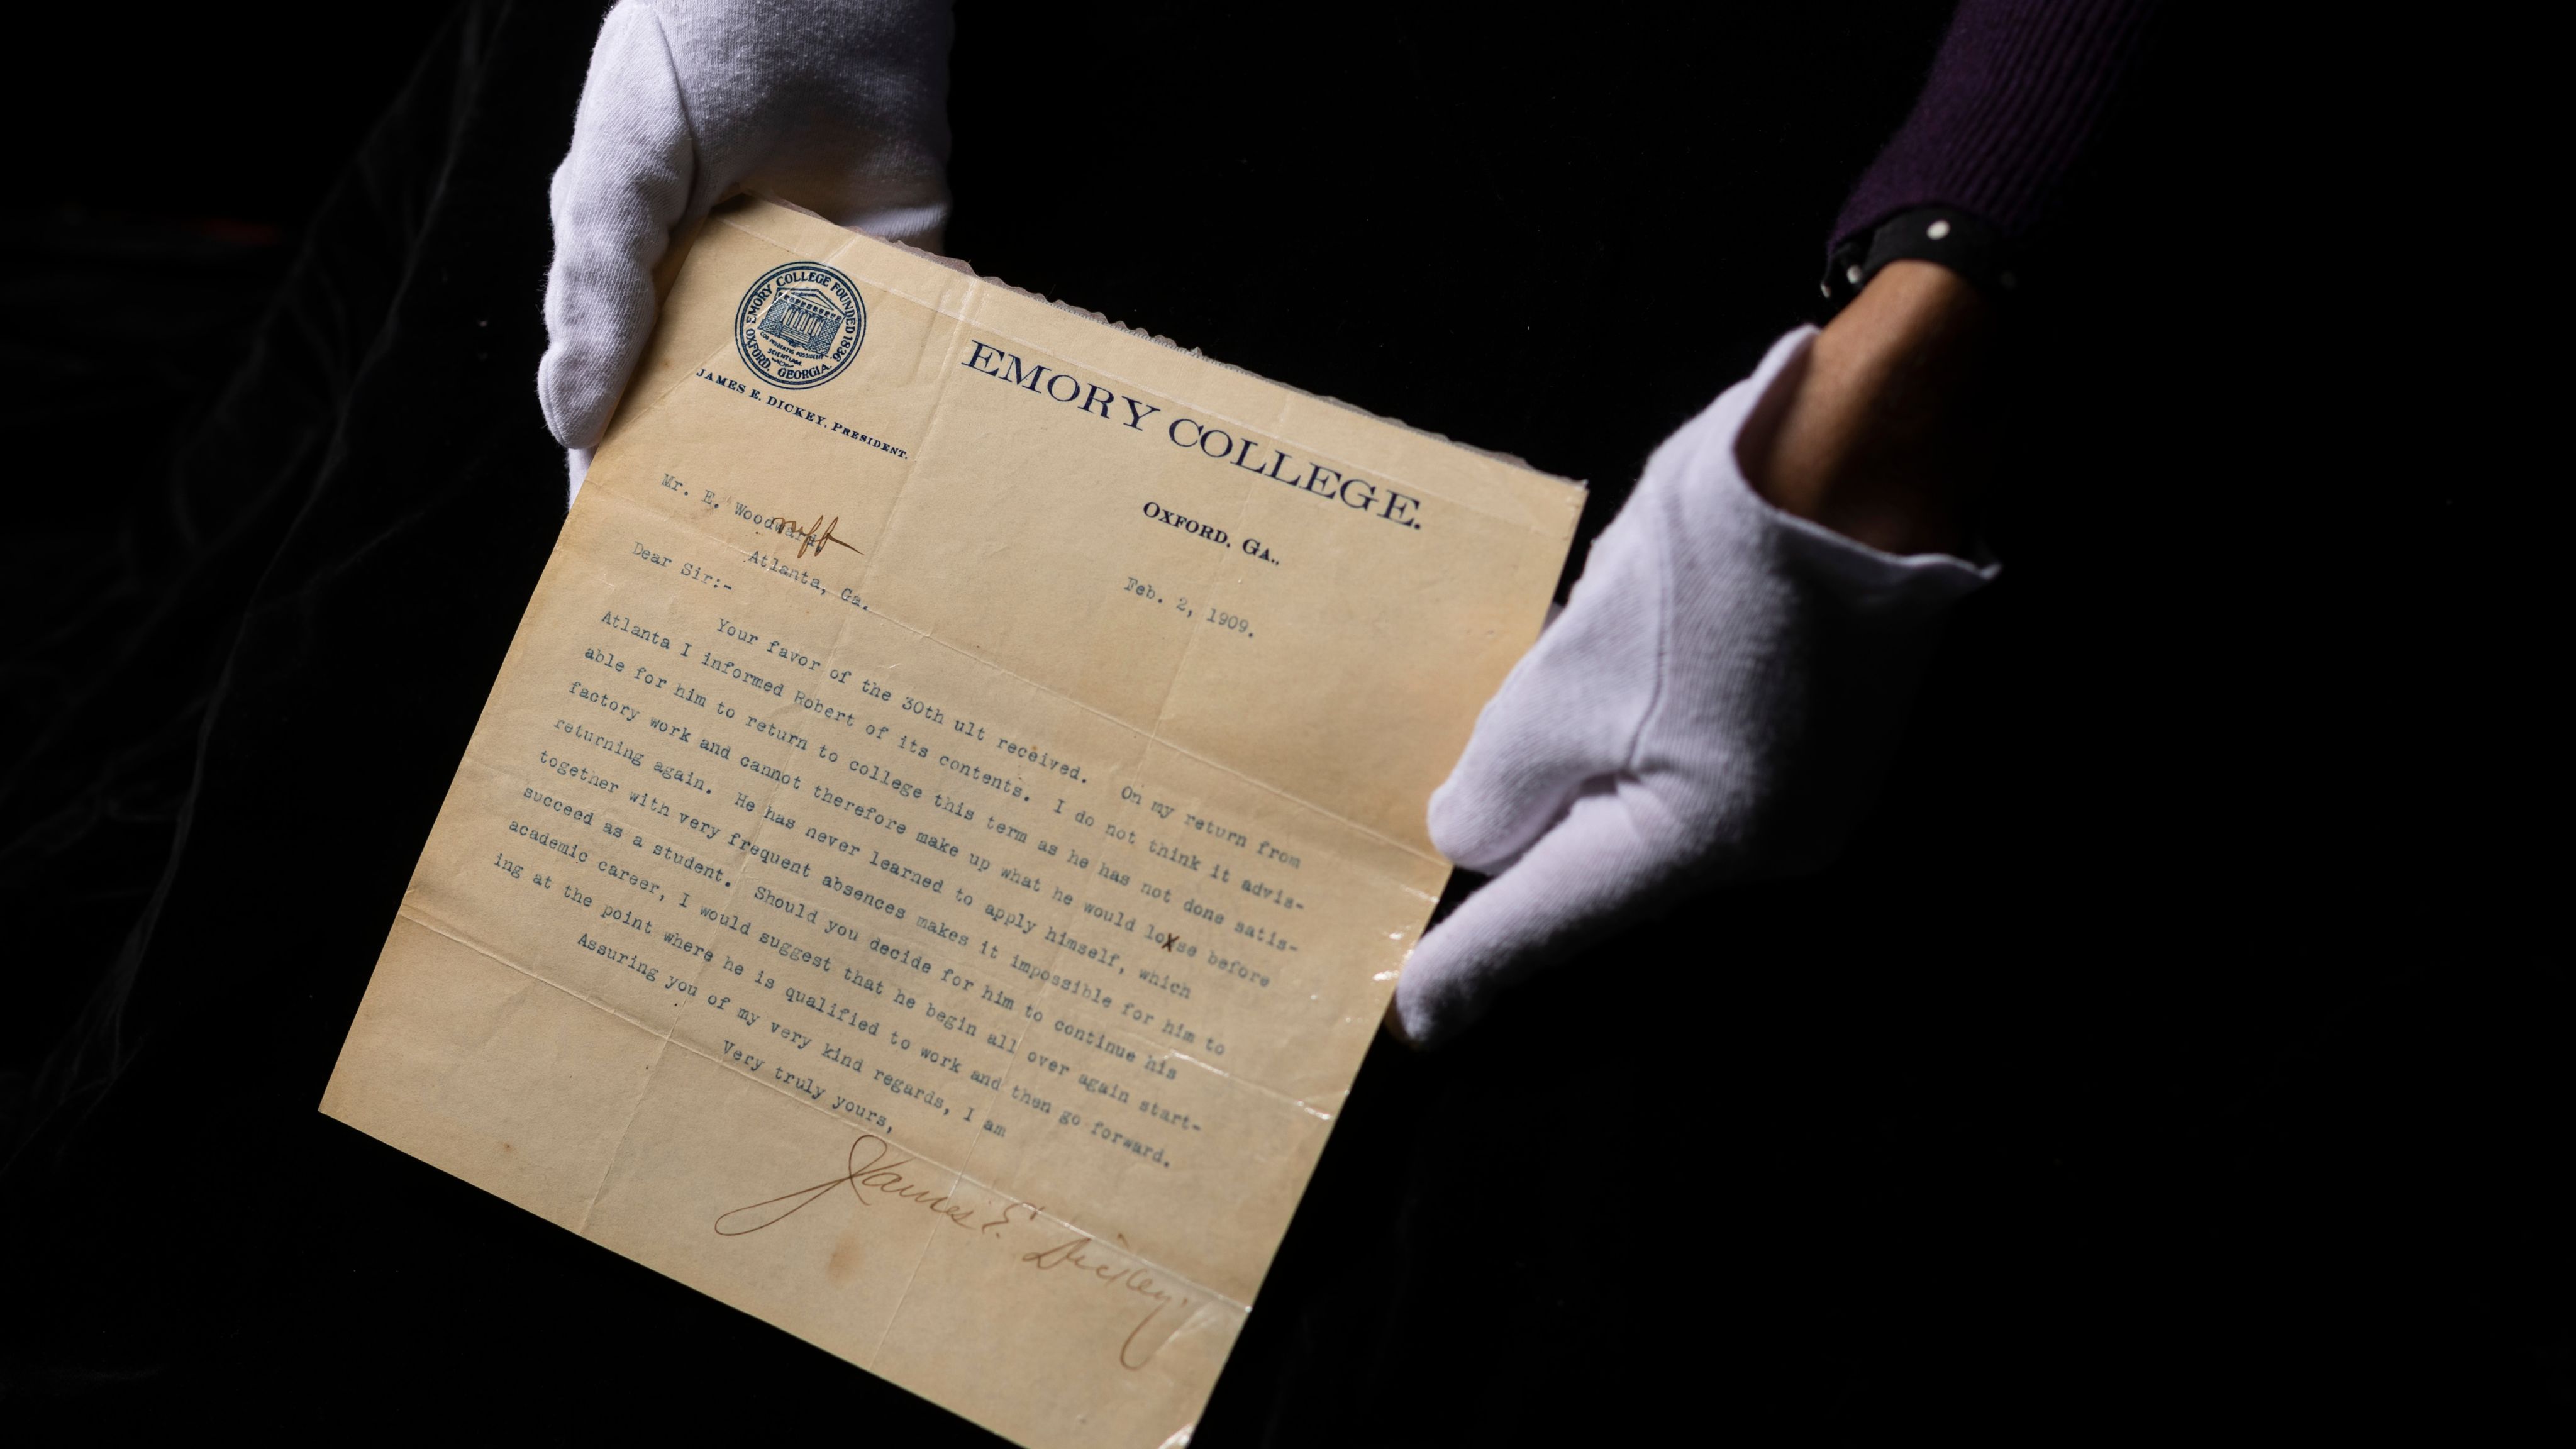 EMORY COLLEGE FOUNDED 1836
OXFORD, GEORGIA.
JAMES E. DICKEY, PRESIDENT.
EMORY COLLEGE.
OXFORD, GA.,
Feb. 2, 1909.
Mr. E. Woodward ruff
Atlanta, Ga.
Dear Sir:-
Your favor of the 30th ult received. On my return from
Atlanta I informed Robert of its contents. I do not think it advis-
able for him to return to college this term as he has not done satis-
factory work and cannot therefore make up what he would loxse before
returning again. He has never learned to apply himself, which
together with very frequent absences makes it impossible for him to
succeed as a student. Should you decide for him to continue his
academic career, I would suggest that he begin all over again start-
ing at the point where he is qualified to work and then go forward.
Assuring you of my very kind regards, I am
Very truly yours,
James E. Dickey.